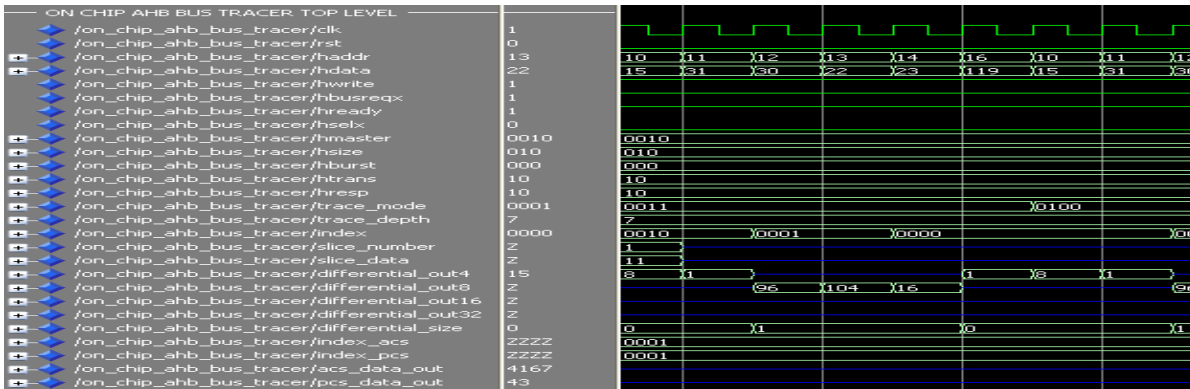 ON CHIP AHB BUS TRACER TOP LEVEL
/on_chip_ahb_bus_tracer/clk 1
/on_chip_ahb_bus_tracer/rst 0
/on_chip_ahb_bus_tracer/haddr 13 10 11 12 13 14 16 10 11
/on_chip_ahb_bus_tracer/hdata 22 15 31 30 22 23 119 15 31
/on_chip_ahb_bus_tracer/hwrite 1
/on_chip_ahb_bus_tracer/hbusreqx 1
/on_chip_ahb_bus_tracer/hready 1
/on_chip_ahb_bus_tracer/hselx 0
/on_chip_ahb_bus_tracer/hmaster 0010 0010
/on_chip_ahb_bus_tracer/hsize 010 010
/on_chip_ahb_bus_tracer/hburst 000 000
/on_chip_ahb_bus_tracer/htrans 10 10
/on_chip_ahb_bus_tracer/hresp 10 10
/on_chip_ahb_bus_tracer/trace_mode 0001 0011 0100
/on_chip_ahb_bus_tracer/trace_depth 7 7
/on_chip_ahb_bus_tracer/index 0000 0010 0001 0000
/on_chip_ahb_bus_tracer/slice_number Z 1
/on_chip_ahb_bus_tracer/slice_data Z 11
/on_chip_ahb_bus_tracer/differential_out4 15 8 1 1 8 1
/on_chip_ahb_bus_tracer/differential_out8 Z 96 104 16
/on_chip_ahb_bus_tracer/differential_out16 Z
/on_chip_ahb_bus_tracer/differential_out32 Z
/on_chip_ahb_bus_tracer/differential_size 0 0 1 0 1
/on_chip_ahb_bus_tracer/index_acs ZZZZ 0001
/on_chip_ahb_bus_tracer/index_pcs ZZZZ 0001
/on_chip_ahb_bus_tracer/acs_data_out 4167
/on_chip_ahb_bus_tracer/pcs_data_out 43